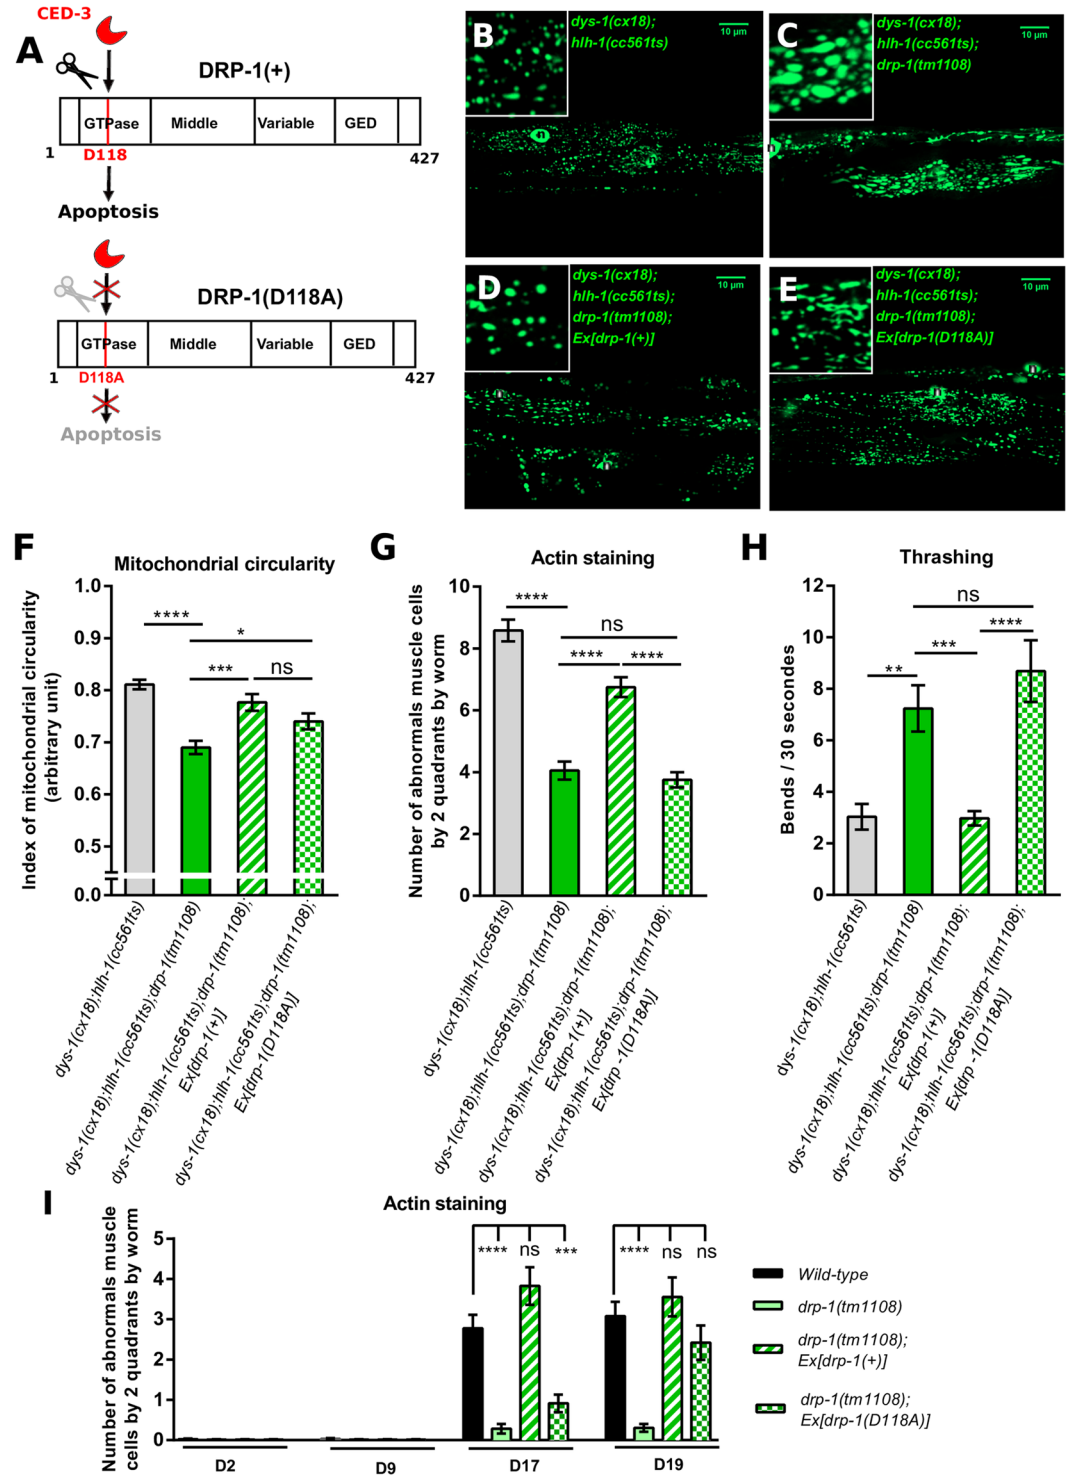 A
CED-3
DRP-1(+)
GTPase
Middle
Variable
GED
1
D118
427
Apoptosis
DRP-1(D118A)
GTPase
Middle
Variable
GED
1
D118A
427
Apoptosis
B
dys-1(cx18);
hlh-1(cc561ts)
10 µm
n
n
C
dys-1(cx18);
hlh-1(cc561ts);
drp-1(tm1108)
10 µm
n
D
dys-1(cx18);
hlh-1(cc561ts);
drp-1(tm1108);
Ex[drp-1(+)]
10 µm
n
n
E
dys-1(cx18);
hlh-1(cc561ts);
drp-1(tm1108);
Ex[drp-1(D118A)]
10 µm
n
n
F
Mitochondrial circularity
Index of mitochondrial circularity
(arbitrary unit)
1.0
0.9
0.8
0.7
0.6
0.5
0.0
****
*
***
ns
dys-1(cx18);hlh-1(cc561ts)
dys-1(cx18);hlh-1(cc561ts);drp-1(tm1108)
dys-1(cx18);hlh-1(cc561ts);drp-1(tm1108);
Ex[drp-1(+)]
dys-1(cx18);hlh-1(cc561ts);drp-1(tm1108);
Ex[drp-1(D118A)]
G
Actin staining
Number of abnormals muscle cells
by 2 quadrants by worm
10
8
6
4
2
0
****
ns
****
****
dys-1(cx18);hlh-1(cc561ts)
dys-1(cx18);hlh-1(cc561ts);drp-1(tm1108)
dys-1(cx18);hlh-1(cc561ts);drp-1(tm1108);
Ex[drp-1(+)]
dys-1(cx18);hlh-1(cc561ts);drp-1(tm1108);
Ex[drp-1(D118A)]
H
Thrashing
Bends / 30 secondes
12
10
8
6
4
2
0
ns
****
***
**
dys-1(cx18);hlh-1(cc561ts)
dys-1(cx18);hlh-1(cc561ts);drp-1(tm1108)
dys-1(cx18);hlh-1(cc561ts);drp-1(tm1108);
Ex[drp-1(+)]
dys-1(cx18);hlh-1(cc561ts);drp-1(tm1108);
Ex[drp-1(D118A)]
I
Actin staining
Number of abnormals muscle
cells by 2 quadrants by worm
5
4
3
2
1
0
**** ns ***
**** ns ns
D2
D9
D17
D19
Wild-type
drp-1(tm1108)
drp-1(tm1108);
Ex[drp-1(+)]
drp-1(tm1108);
Ex[drp-1(D118A)]